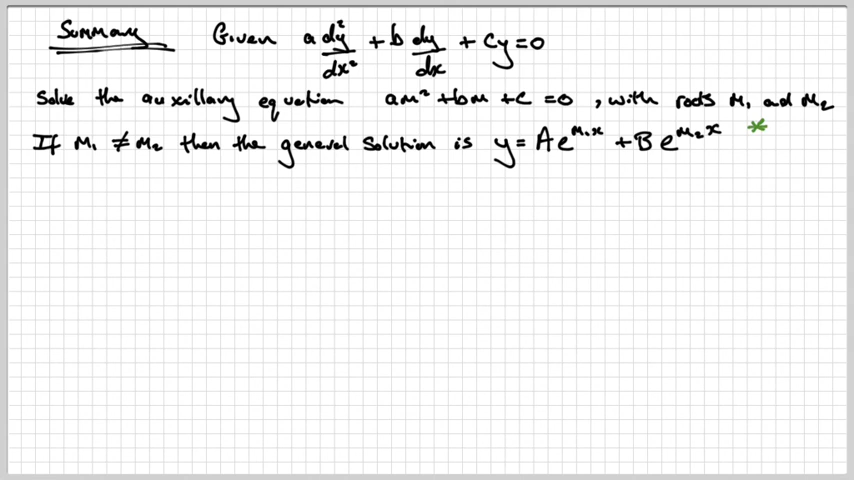 Summary Given a d²y/dx² + b dy/dx + cy = 0
Solve the auxillary equation am² + bm + c = 0, with roots m₁ and m₂
If m₁ ≠ m₂ then the general solution is y = Ae^(m₁x) + Be^(m₂x) *